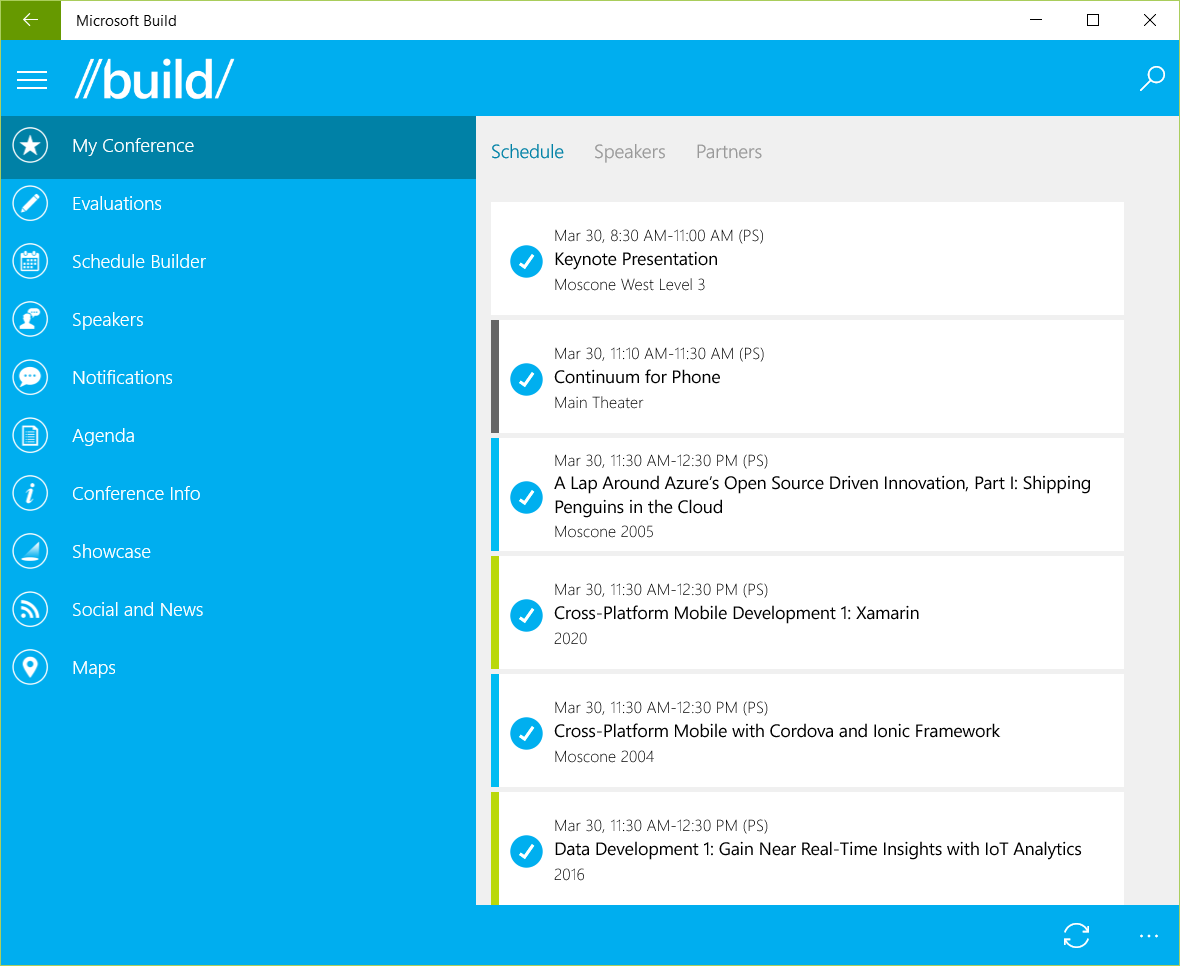 Microsoft Build
//build/
My Conference
Evaluations
Schedule Builder
Speakers
Notifications
Agenda
Conference Info
Showcase
Social and News
Maps
Schedule Speakers Partners
Mar 30, 8:30 AM-11:00 AM (PS)
Keynote Presentation
Moscone West Level 3
Mar 30, 11:10 AM-11:30 AM (PS)
Continuum for Phone
Main Theater
Mar 30, 11:30 AM-12:30 PM (PS)
A Lap Around Azure’s Open Source Driven Innovation, Part I: Shipping
Penguins in the Cloud
Moscone 2005
Mar 30, 11:30 AM-12:30 PM (PS)
Cross-Platform Mobile Development 1: Xamarin
2020
Mar 30, 11:30 AM-12:30 PM (PS)
Cross-Platform Mobile with Cordova and Ionic Framework
Moscone 2004
Mar 30, 11:30 AM-12:30 PM (PS)
Data Development 1: Gain Near Real-Time Insights with IoT Analytics
2016